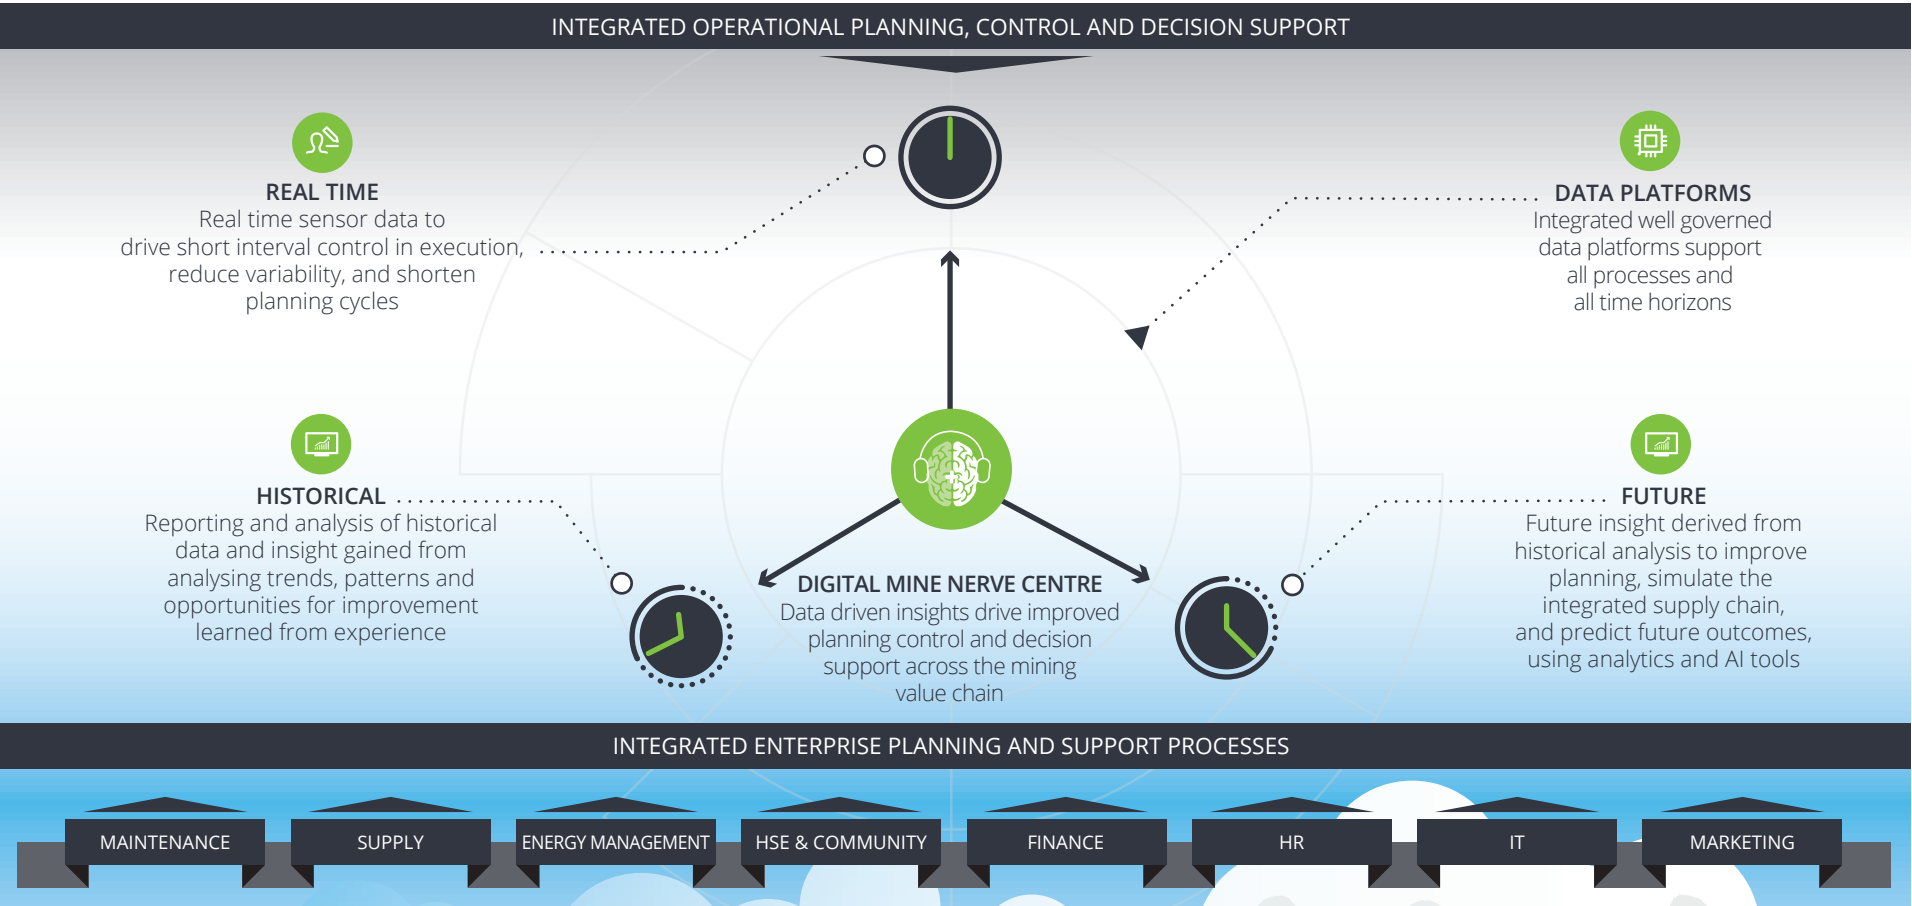 INTEGRATED OPERATIONAL PLANNING, CONTROL AND DECISION SUPPORT
REAL TIME
Real time sensor data to
drive short interval control in execution,
reduce variability, and shorten
planning cycles
DATA PLATFORMS
Integrated well governed
data platforms support
all processes and
all time horizons
HISTORICAL
Reporting and analysis of historical
data and insight gained from
analysing trends, patterns and
opportunities for improvement
learned from experience
DIGITAL MINE NERVE CENTRE
Data driven insights drive improved
planning control and decision
support across the mining
value chain
FUTURE
Future insight derived from
historical analysis to improve
planning, simulate the
integrated supply chain,
and predict future outcomes,
using analytics and AI tools
INTEGRATED ENTERPRISE PLANNING AND SUPPORT PROCESSES
MAINTENANCE
SUPPLY
ENERGY MANAGEMENT
HSE & COMMUNITY
FINANCE
HR
IT
MARKETING